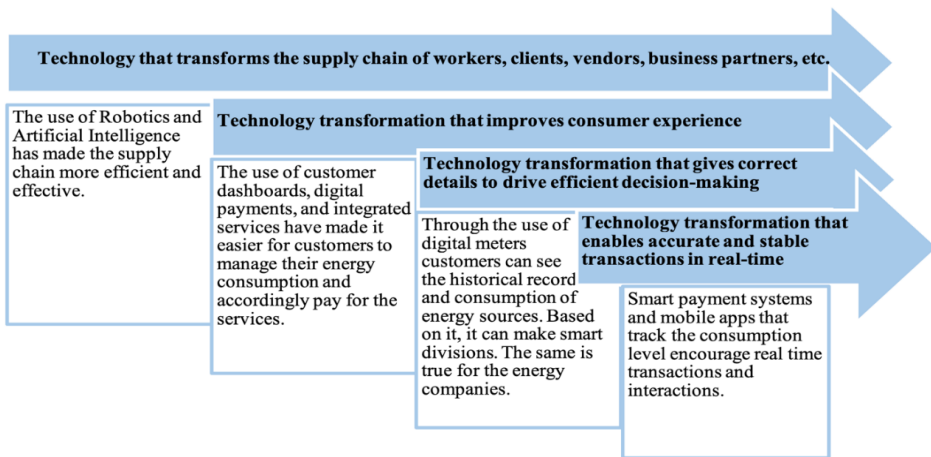 Technology that transforms the supply chain of workers, clients, vendors, business partners, etc.
The use of Robotics and
Artificial Intelligence
has made the supply
chain more efficient and
effective.
Technology transformation that improves consumer experience
The use of customer
dashboards, digital
payments, and integrated
services have made it
easier for customers to
manage their energy
consumption and
accordingly pay for the
services.
Technology transformation that gives correct
details to drive efficient decision-making
Through the use of
digital meters
customers can see
the historical record
and consumption of
energy sources. Based
on it, it can make smart
divisions. The same is
true for the energy
companies.
Technology transformation that
enables accurate and stable
transactions in real-time
Smart payment systems
and mobile apps that
track the consumption
level encourage real time
transactions and
interactions.